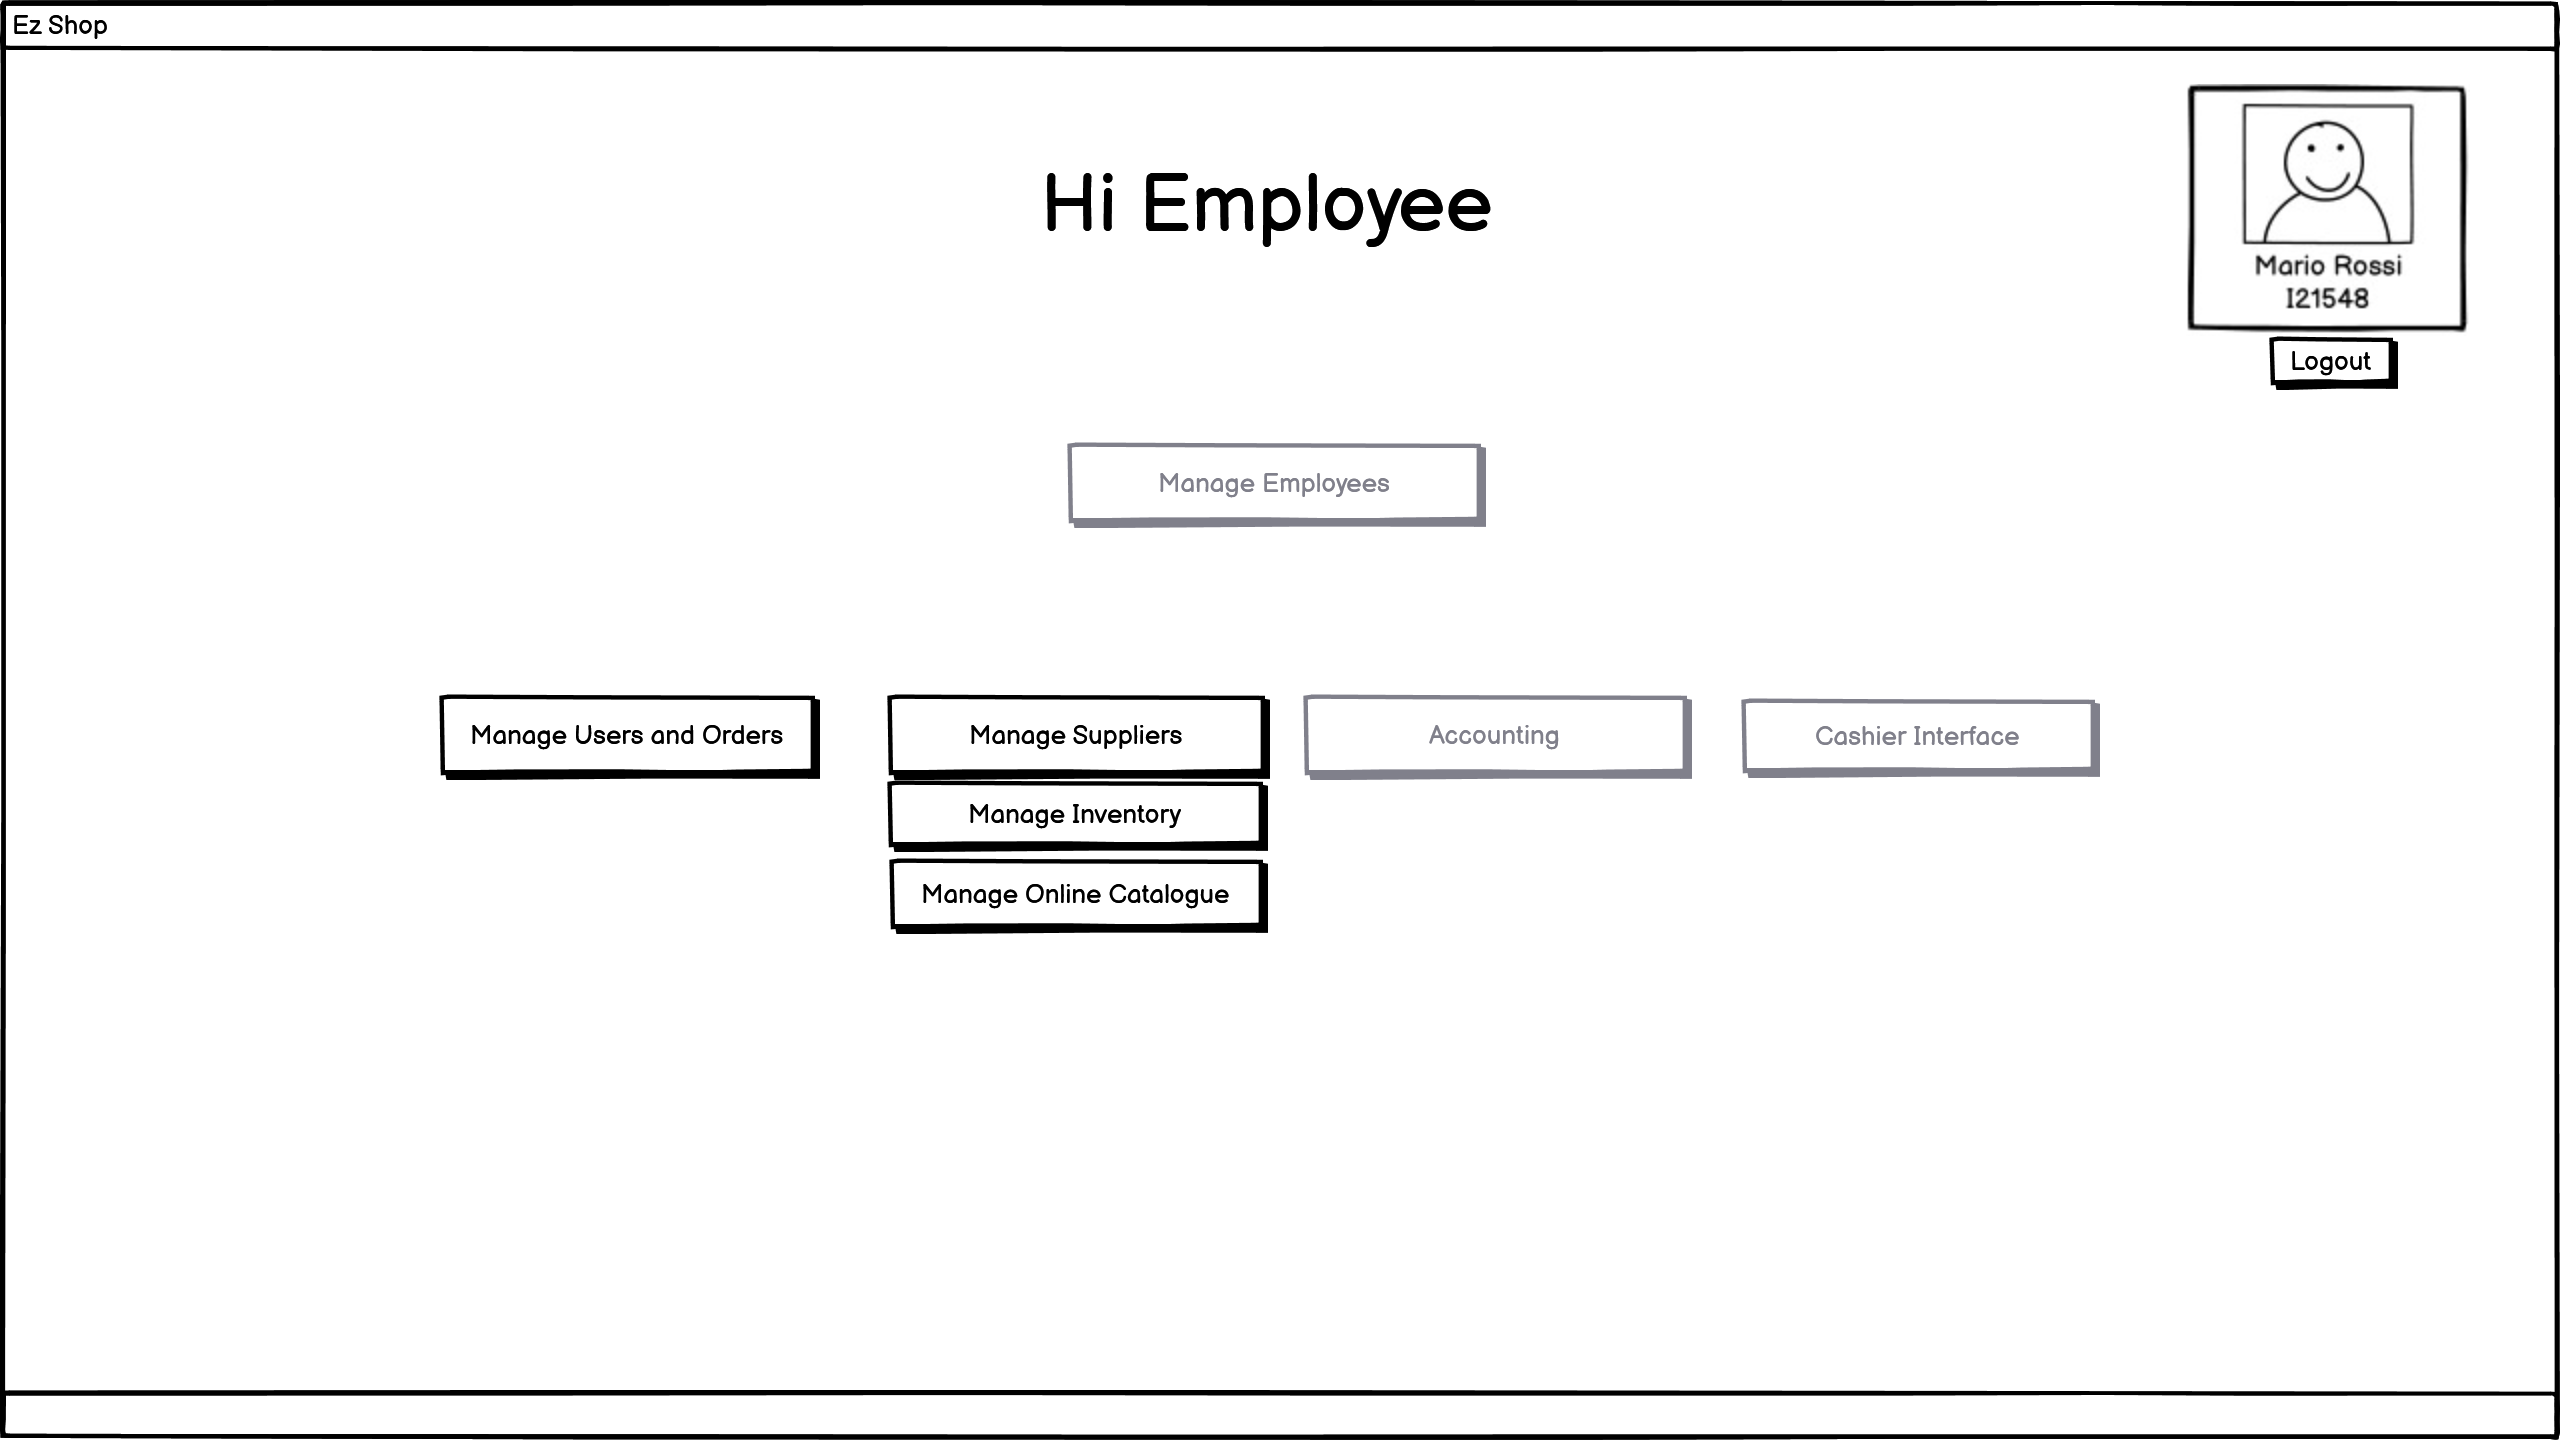 Ez Shop
Hi Employee
Mario Rossi
I21548
Logout
Manage Employees
Manage Users and Orders
Manage Suppliers
Accounting
Cashier Interface
Manage Inventory
Manage Online Catalogue